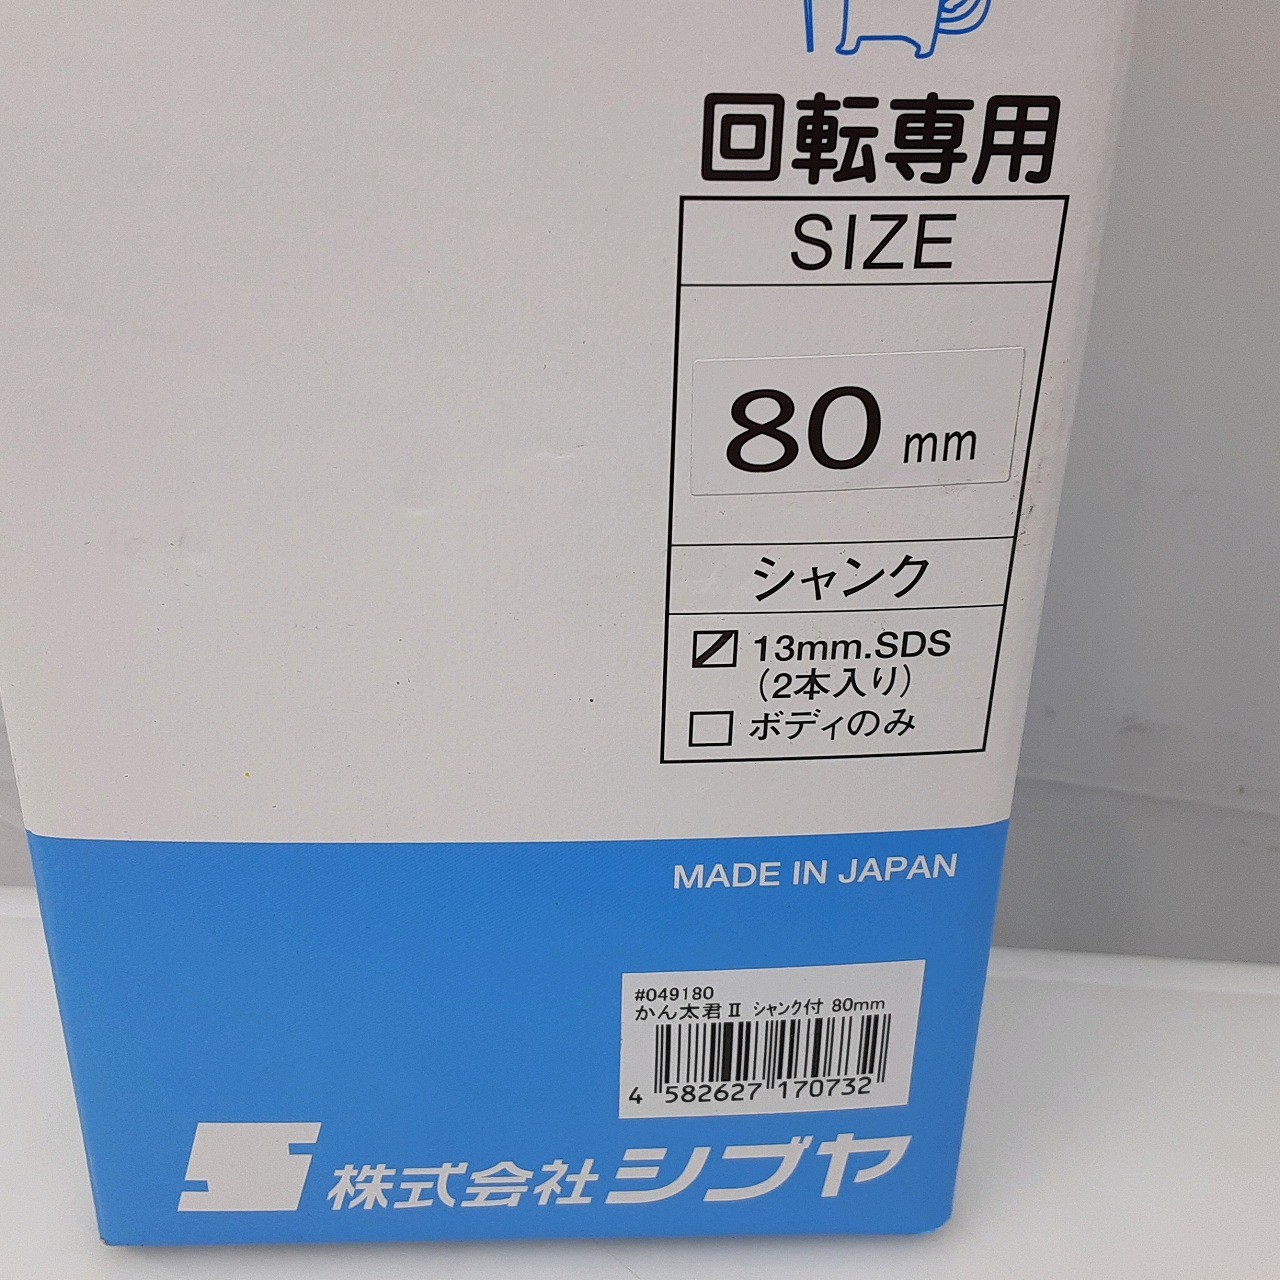 回転専用
SIZE
80 mm
シャンク
13mm.SDS
(2本入り)
ボディのみ
MADE IN JAPAN
#049180
かん太君Ⅱ シャンク付 80mm
4 582627 170732
株式会社シブヤ